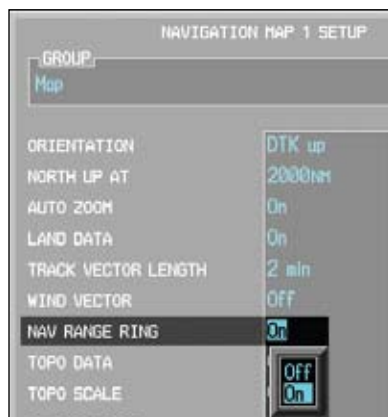 NAVIGATION MAP 1 SETUP
GROUP
Map
ORIENTATION DTK up
NORTH UP AT 2000NM
AUTO ZOOM On
LAND DATA On
TRACK VECTOR LENGTH 2 min
WIND VECTOR Off
NAV RANGE RING On
TOPO DATA
Off
TOPO SCALE
On